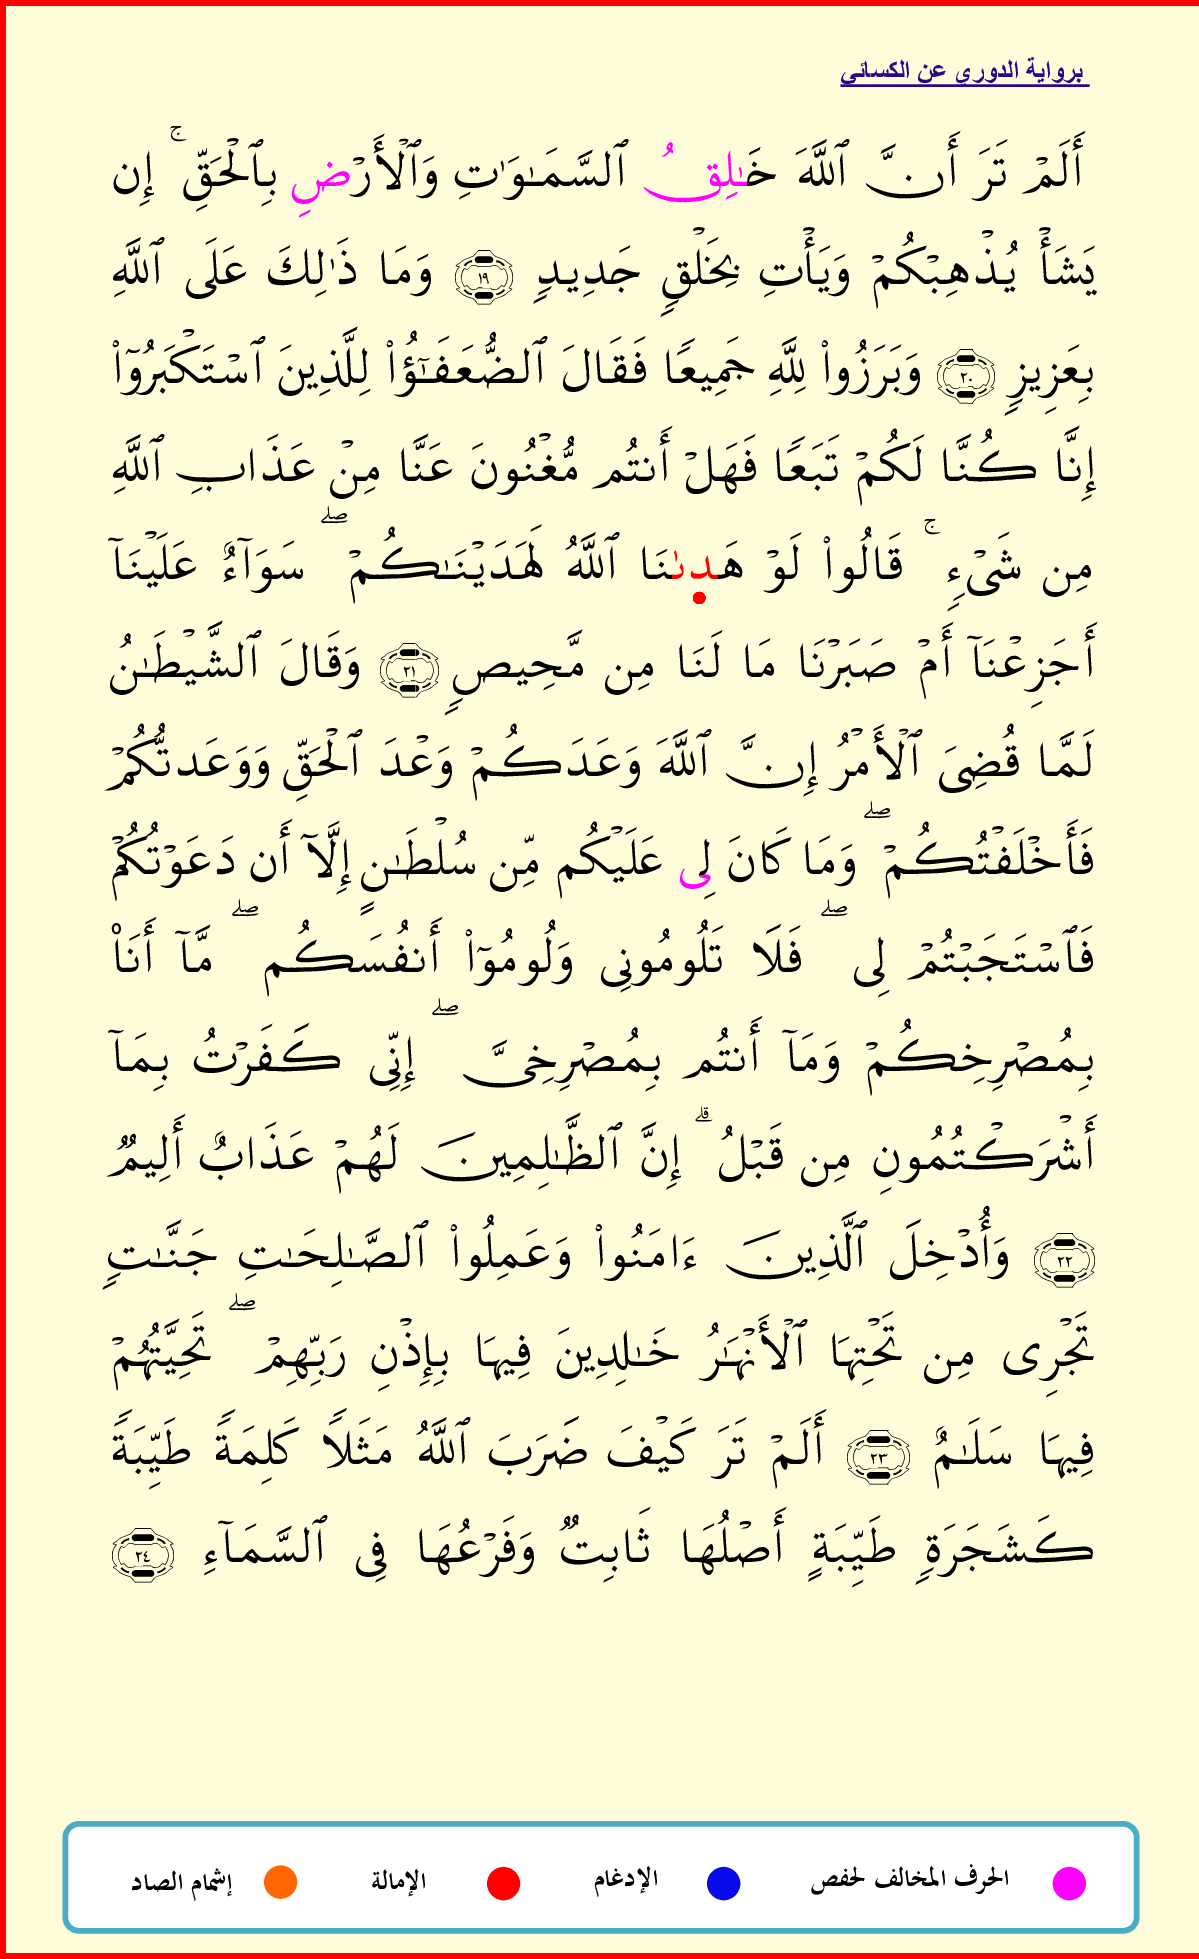 برواية الدوري عن الكسائي
أَلَمْ تَرَ أَنَّ ٱللَّهَ خَٰلِقُ ٱلسَّمَٰوَٰتِ وَٱلْأَرْضِ بِٱلْحَقِّ ۚ إِن
يَشَأْ يُذْهِبْكُمْ وَيَأْتِ بِخَلْقٍ جَدِيدٍ ١٩ وَمَا ذَٰلِكَ عَلَى ٱللَّهِ
بِعَزِيزٍ ٢٠ وَبَرَزُوا۟ لِلَّهِ جَمِيعًا فَقَالَ ٱلضُّعَفَٰٓؤُا۟ لِلَّذِينَ ٱسْتَكْبَرُوٓا۟
إِنَّا كُنَّا لَكُمْ تَبَعًا فَهَلْ أَنتُم مُّغْنُونَ عَنَّا مِنْ عَذَابِ ٱللَّهِ
مِن شَىْءٍ ۚ قَالُوا۟ لَوْ هَدىٰنَا ٱللَّهُ لَهَدَيْنَٰكُمْ ۖ سَوَآءٌ عَلَيْنَآ
أَجَزِعْنَآ أَمْ صَبَرْنَا مَا لَنَا مِن مَّحِيصٍ ٢١ وَقَالَ ٱلشَّيْطَٰنُ
لَمَّا قُضِىَ ٱلْأَمْرُ إِنَّ ٱللَّهَ وَعَدَكُمْ وَعْدَ ٱلْحَقِّ وَوَعَدتُّكُمْ
فَأَخْلَفْتُكُمْ ۖ وَمَا كَانَ لِى عَلَيْكُم مِّن سُلْطَٰنٍ إِلَّآ أَن دَعَوْتُكُمْ
فَٱسْتَجَبْتُمْ لِى ۖ فَلَا تَلُومُونِى وَلُومُوٓا۟ أَنفُسَكُم ۖ مَّآ أَنَا۠
بِمُصْرِخِكُمْ وَمَآ أَنتُم بِمُصْرِخِىَّ ۖ إِنِّى كَفَرْتُ بِمَآ
أَشْرَكْتُمُونِ مِن قَبْلُ ۗ إِنَّ ٱلظَّٰلِمِينَ لَهُمْ عَذَابٌ أَلِيمٌ
٢٢ وَأُدْخِلَ ٱلَّذِينَ ءَامَنُوا۟ وَعَمِلُوا۟ ٱلصَّٰلِحَٰتِ جَنَّٰتٍ
تَجْرِى مِن تَحْتِهَا ٱلْأَنْهَٰرُ خَٰلِدِينَ فِيهَا بِإِذْنِ رَبِّهِمْ ۖ تَحِيَّتُهُمْ
فِيهَا سَلَٰمٌ ٢٣ أَلَمْ تَرَ كَيْفَ ضَرَبَ ٱللَّهُ مَثَلًا كَلِمَةً طَيِّبَةً
كَشَجَرَةٍ طَيِّبَةٍ أَصْلُهَا ثَابِتٌ وَفَرْعُهَا فِى ٱلسَّمَآءِ ٢٤
الحرف المخالف لحفص الإدغام الإمالة إشمام الصاد